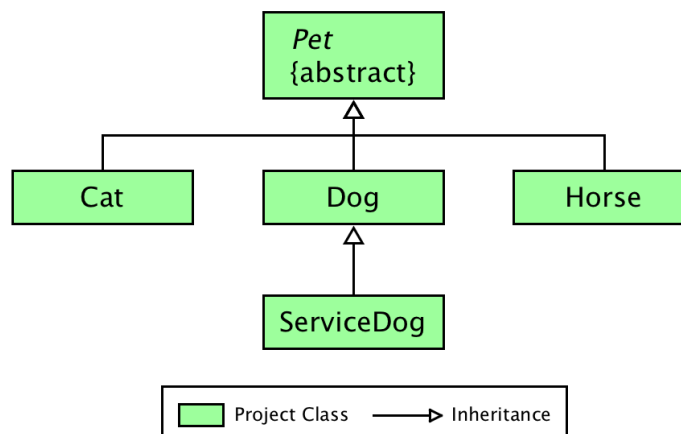 Pet
{abstract}
Cat
Dog
Horse
ServiceDog
Project Class
Inheritance